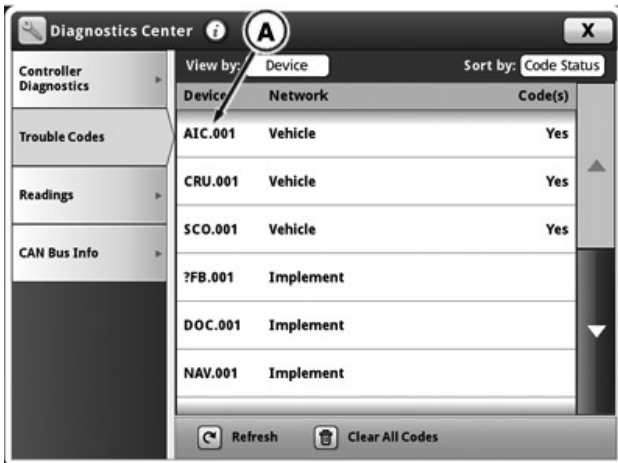 Diagnostics Center i A X
Controller Diagnostics
View by: Device Sort by: Code Status
Device Network Code(s)
Trouble Codes
AIC.001 Vehicle Yes
Readings
CRU.001 Vehicle Yes
SCO.001 Vehicle Yes
CAN Bus Info
?FB.001 Implement
DOC.001 Implement
NAV.001 Implement
Refresh Clear All Codes